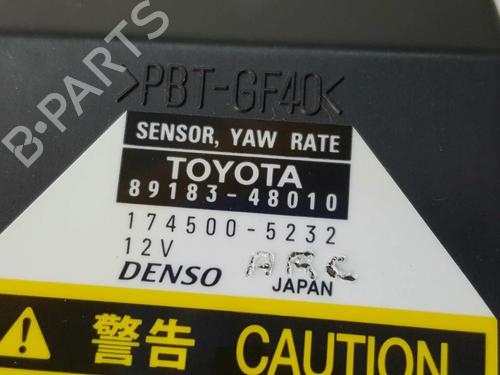 B-PARTS
>PBT-GF40<
SENSOR, YAW RATE
TOYOTA
89183-48010
174500-5232
12V
DENSO
ARC
JAPAN
警告 CAUTION